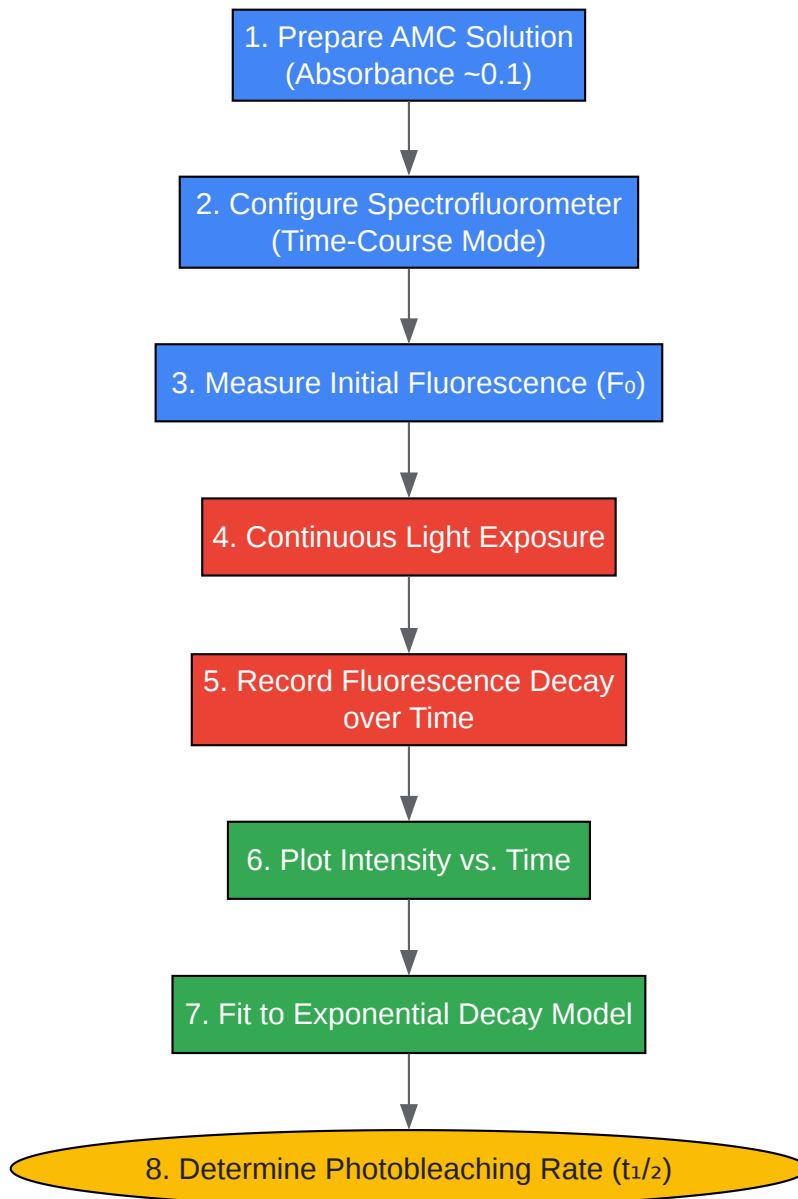 1. Prepare AMC Solution
(Absorbance ~0.1)
2. Configure Spectrofluorometer
(Time-Course Mode)
3. Measure Initial Fluorescence (F₀)
4. Continuous Light Exposure
5. Record Fluorescence Decay
over Time
6. Plot Intensity vs. Time
7. Fit to Exponential Decay Model
8. Determine Photobleaching Rate (t₁/₂)